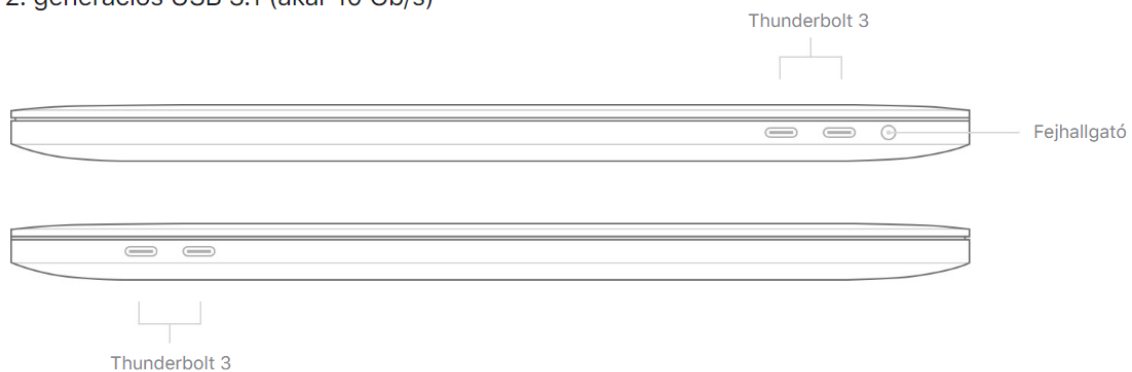 2. generációs USB 3.1 (akár 10 Gb/s)
Thunderbolt 3
Fejhallgató
Thunderbolt 3